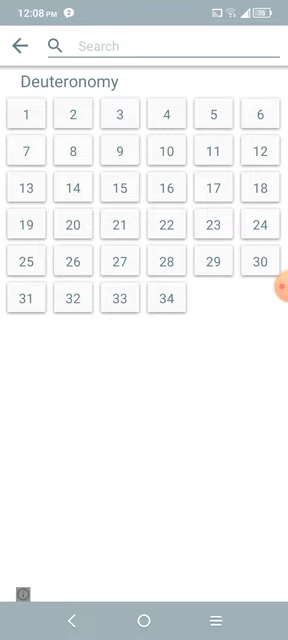 12:08 PM 2
Search
Deuteronomy
1 2 3 4 5 6
7 8 9 10 11 12
13 14 15 16 17 18
19 20 21 22 23 24
25 26 27 28 29 30
31 32 33 34